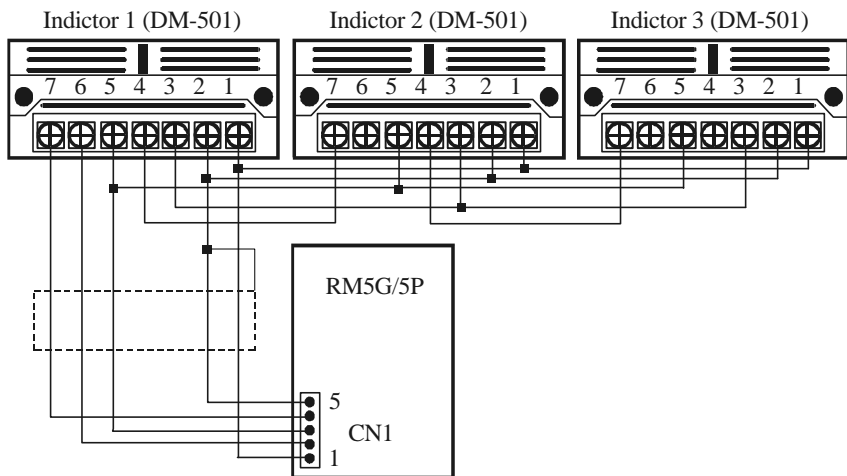 Indictor 1 (DM-501) Indictor 2 (DM-501) Indictor 3 (DM-501)
7 6 5 4 3 2 1 7 6 5 4 3 2 1 7 6 5 4 3 2 1
RM5G/5P
5
CN1
1